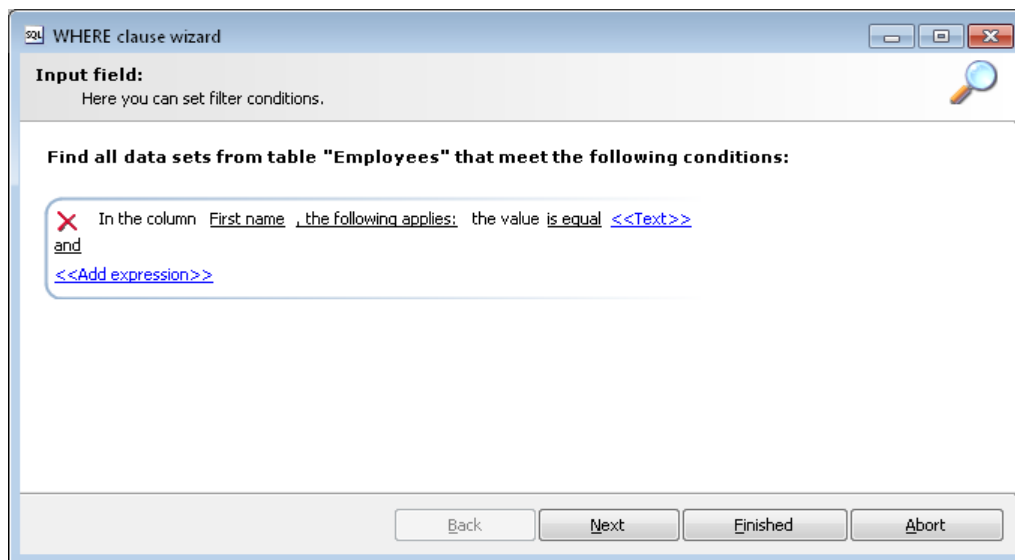 SQL WHERE clause wizard
Input field:
Here you can set filter conditions.
Find all data sets from table "Employees" that meet the following conditions:
In the column First name , the following applies: the value is equal <<Text>>
and
<<Add expression>>
Back Next Finished Abort